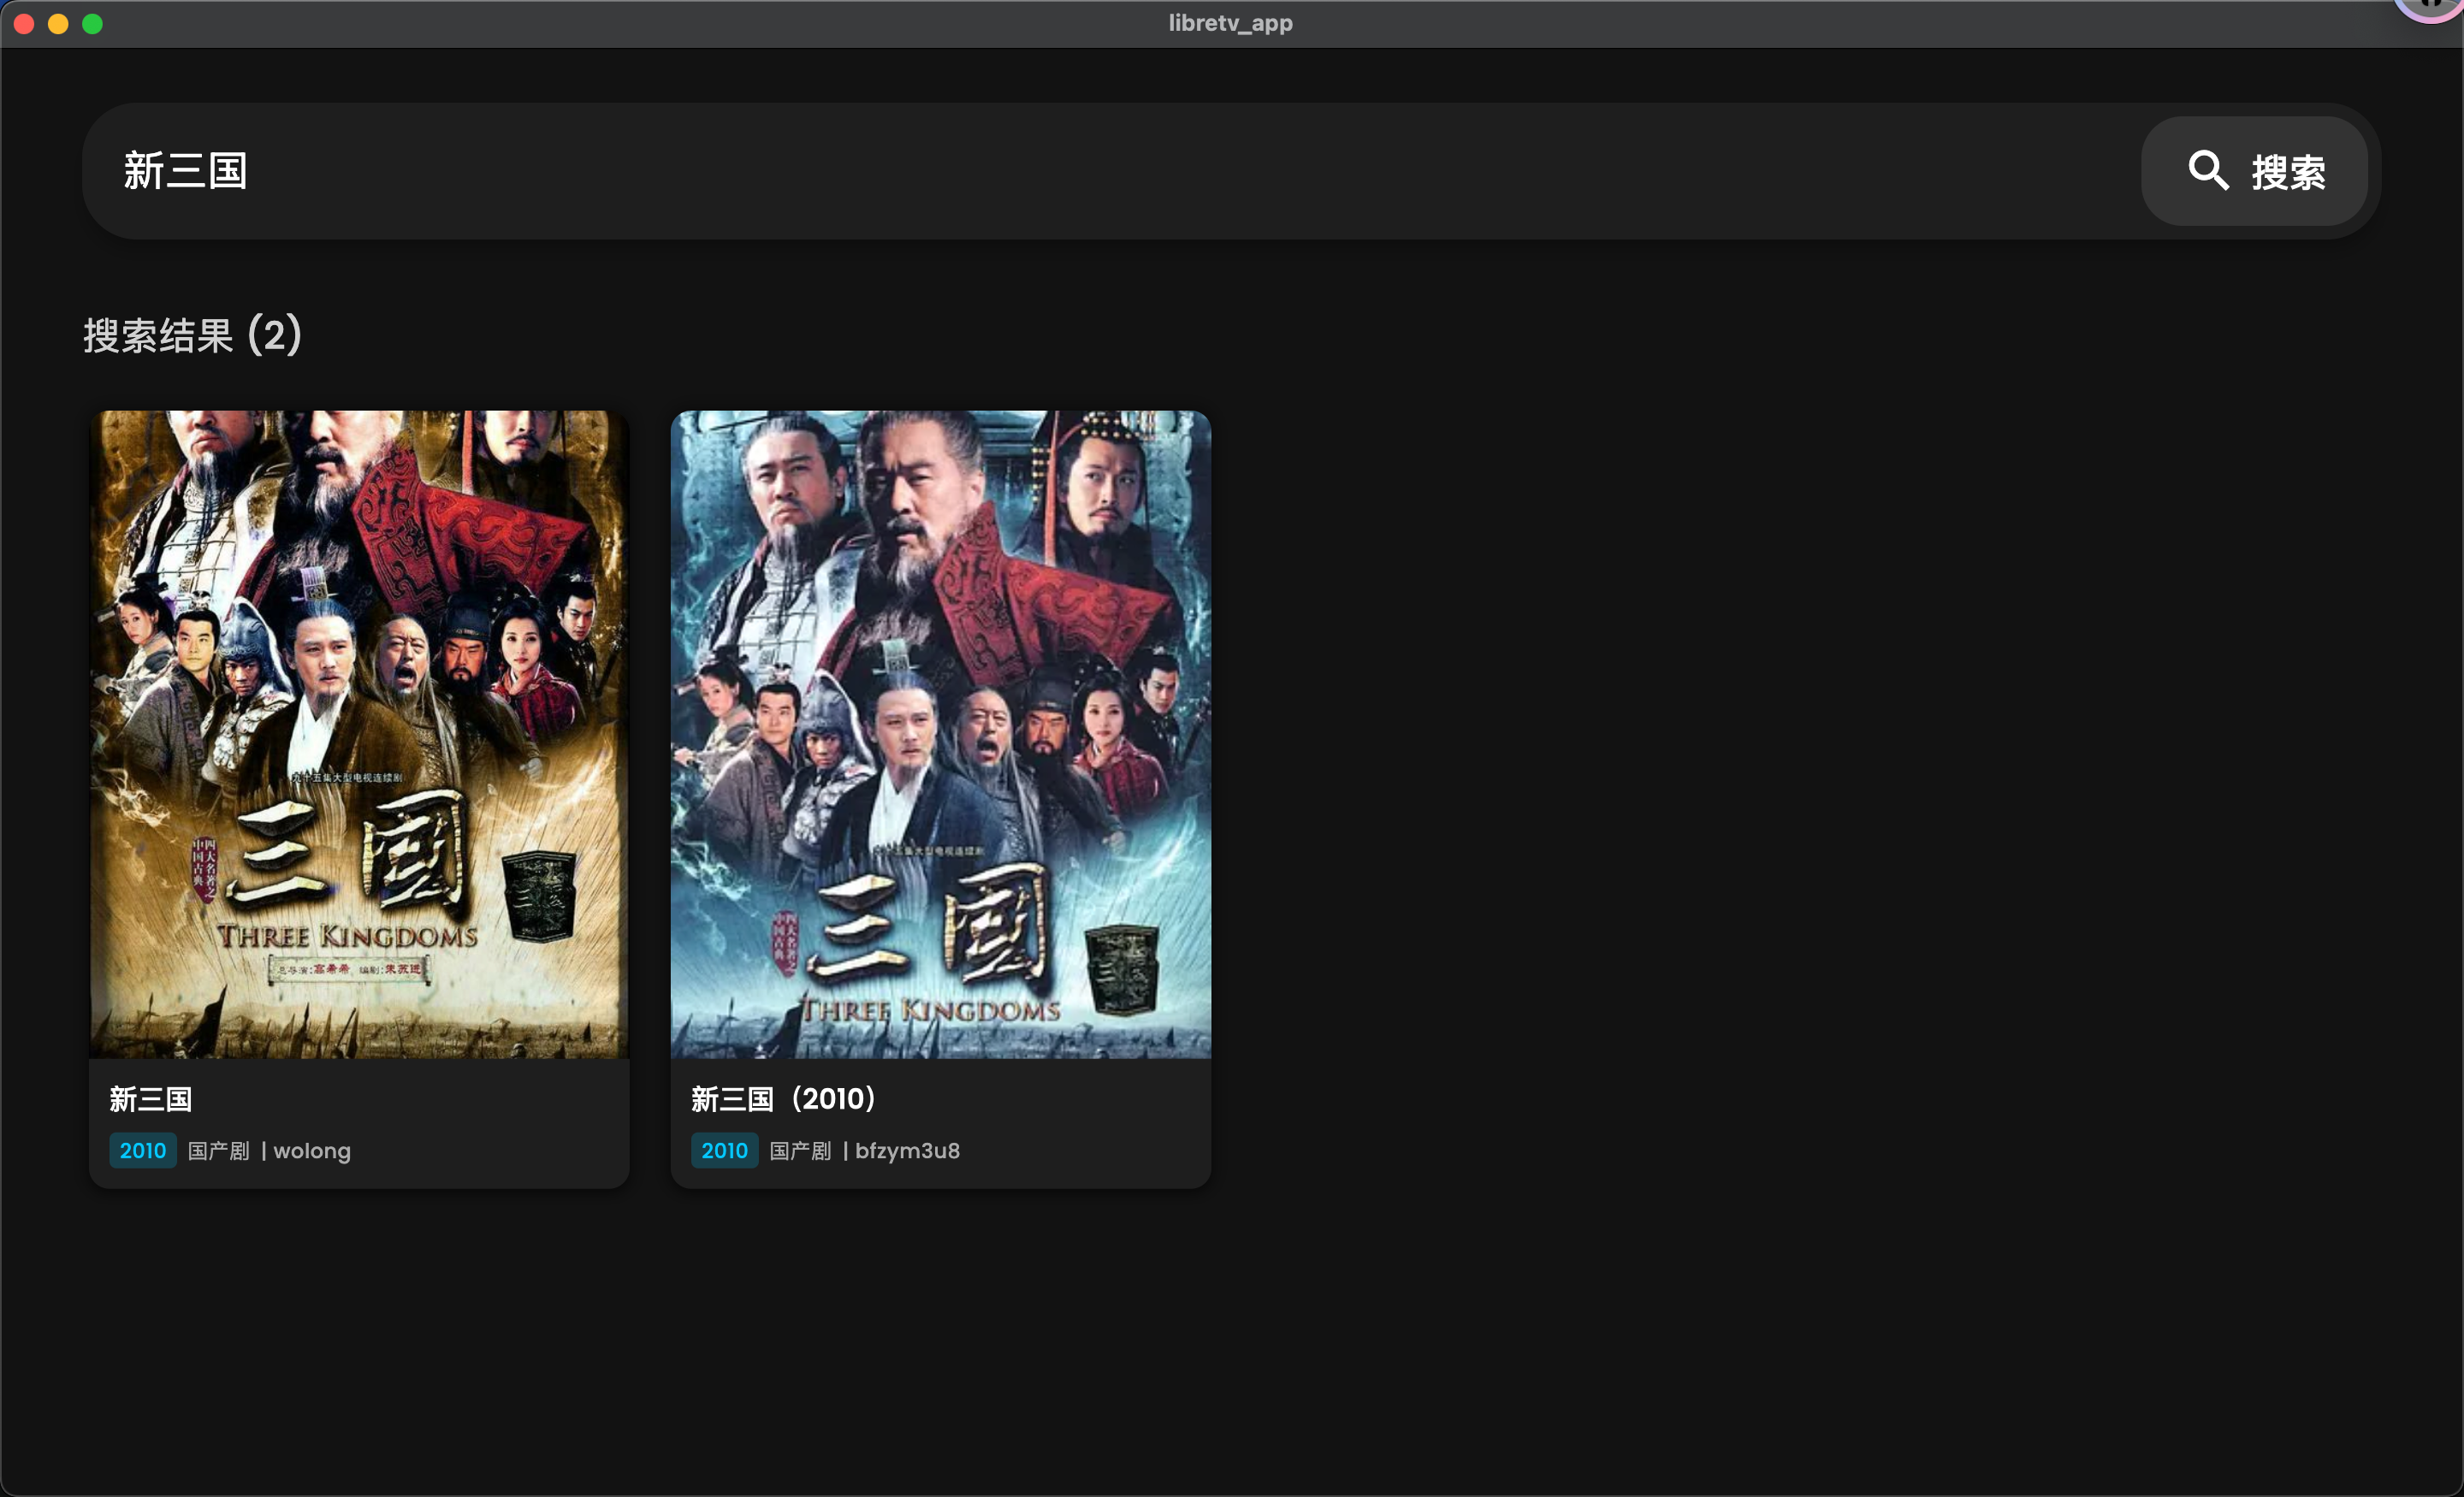 libretv_app
新三国
搜索
搜索结果 (2)
九十五集大型电视连续剧
三國
中国古典
四大名著之
THREE KINGDOMS
总导演:高希希 编剧:朱苏进
九十五集大型电视连续剧
三國
中国古典
四大名著之
THREE KINGDOMS
新三国
2010 国产剧 | wolong
新三国（2010）
2010 国产剧 | bfzym3u8